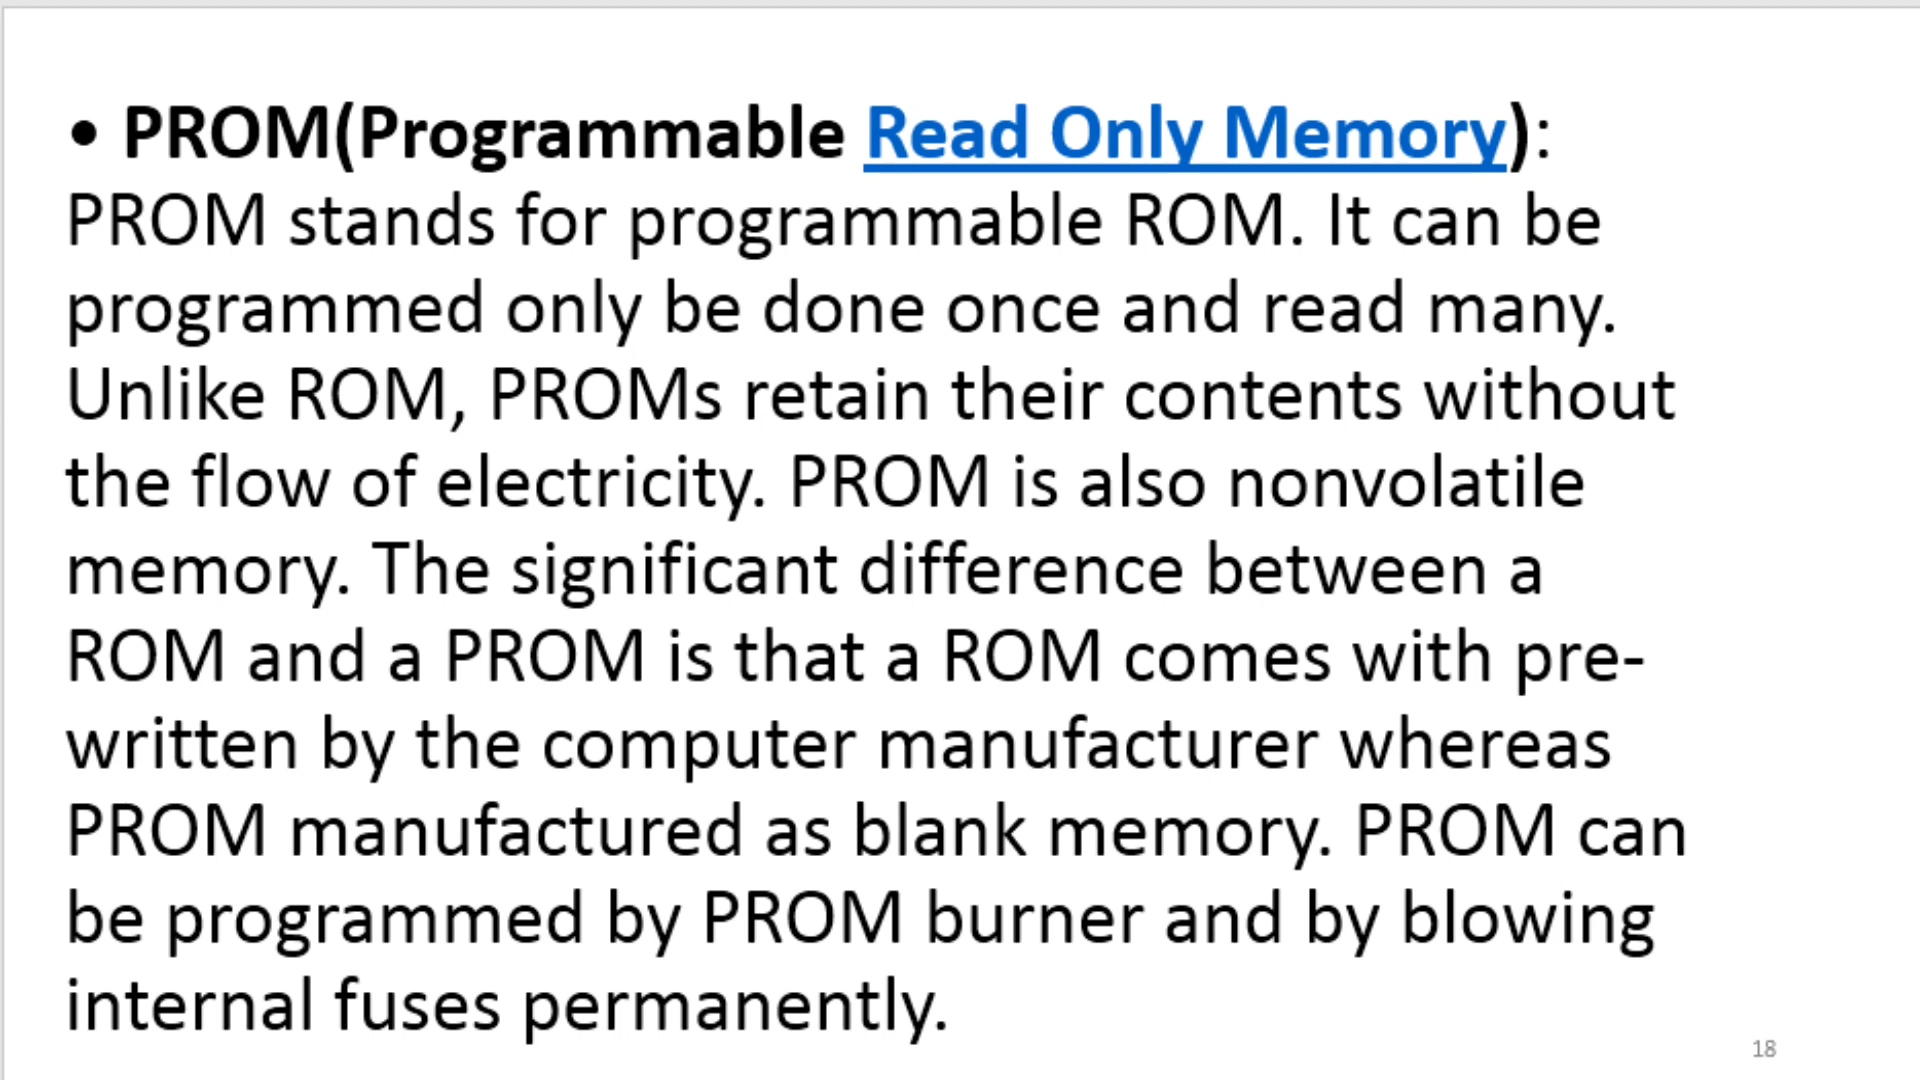 • PROM(Programmable Read Only Memory):
PROM stands for programmable ROM. It can be
programmed only be done once and read many.
Unlike ROM, PROMs retain their contents without
the flow of electricity. PROM is also nonvolatile
memory. The significant difference between a
ROM and a PROM is that a ROM comes with pre-
written by the computer manufacturer whereas
PROM manufactured as blank memory. PROM can
be programmed by PROM burner and by blowing
internal fuses permanently.
18